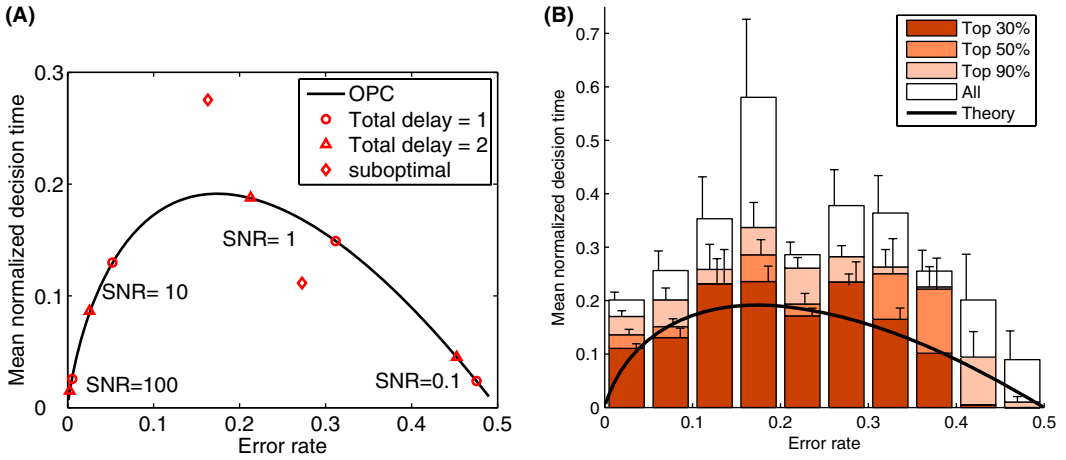 (A)
Mean normalized decision time
0.3
0.2
0.1
0
0
0.1
0.2
0.3
0.4
0.5
Error rate
OPC
Total delay = 1
Total delay = 2
suboptimal
SNR= 1
SNR= 10
SNR=100
SNR=0.1
(B)
Mean normalized decision time
0.7
0.6
0.5
0.4
0.3
0.2
0.1
0
0
0.1
0.2
0.3
0.4
0.5
Error rate
Top 30%
Top 50%
Top 90%
All
Theory